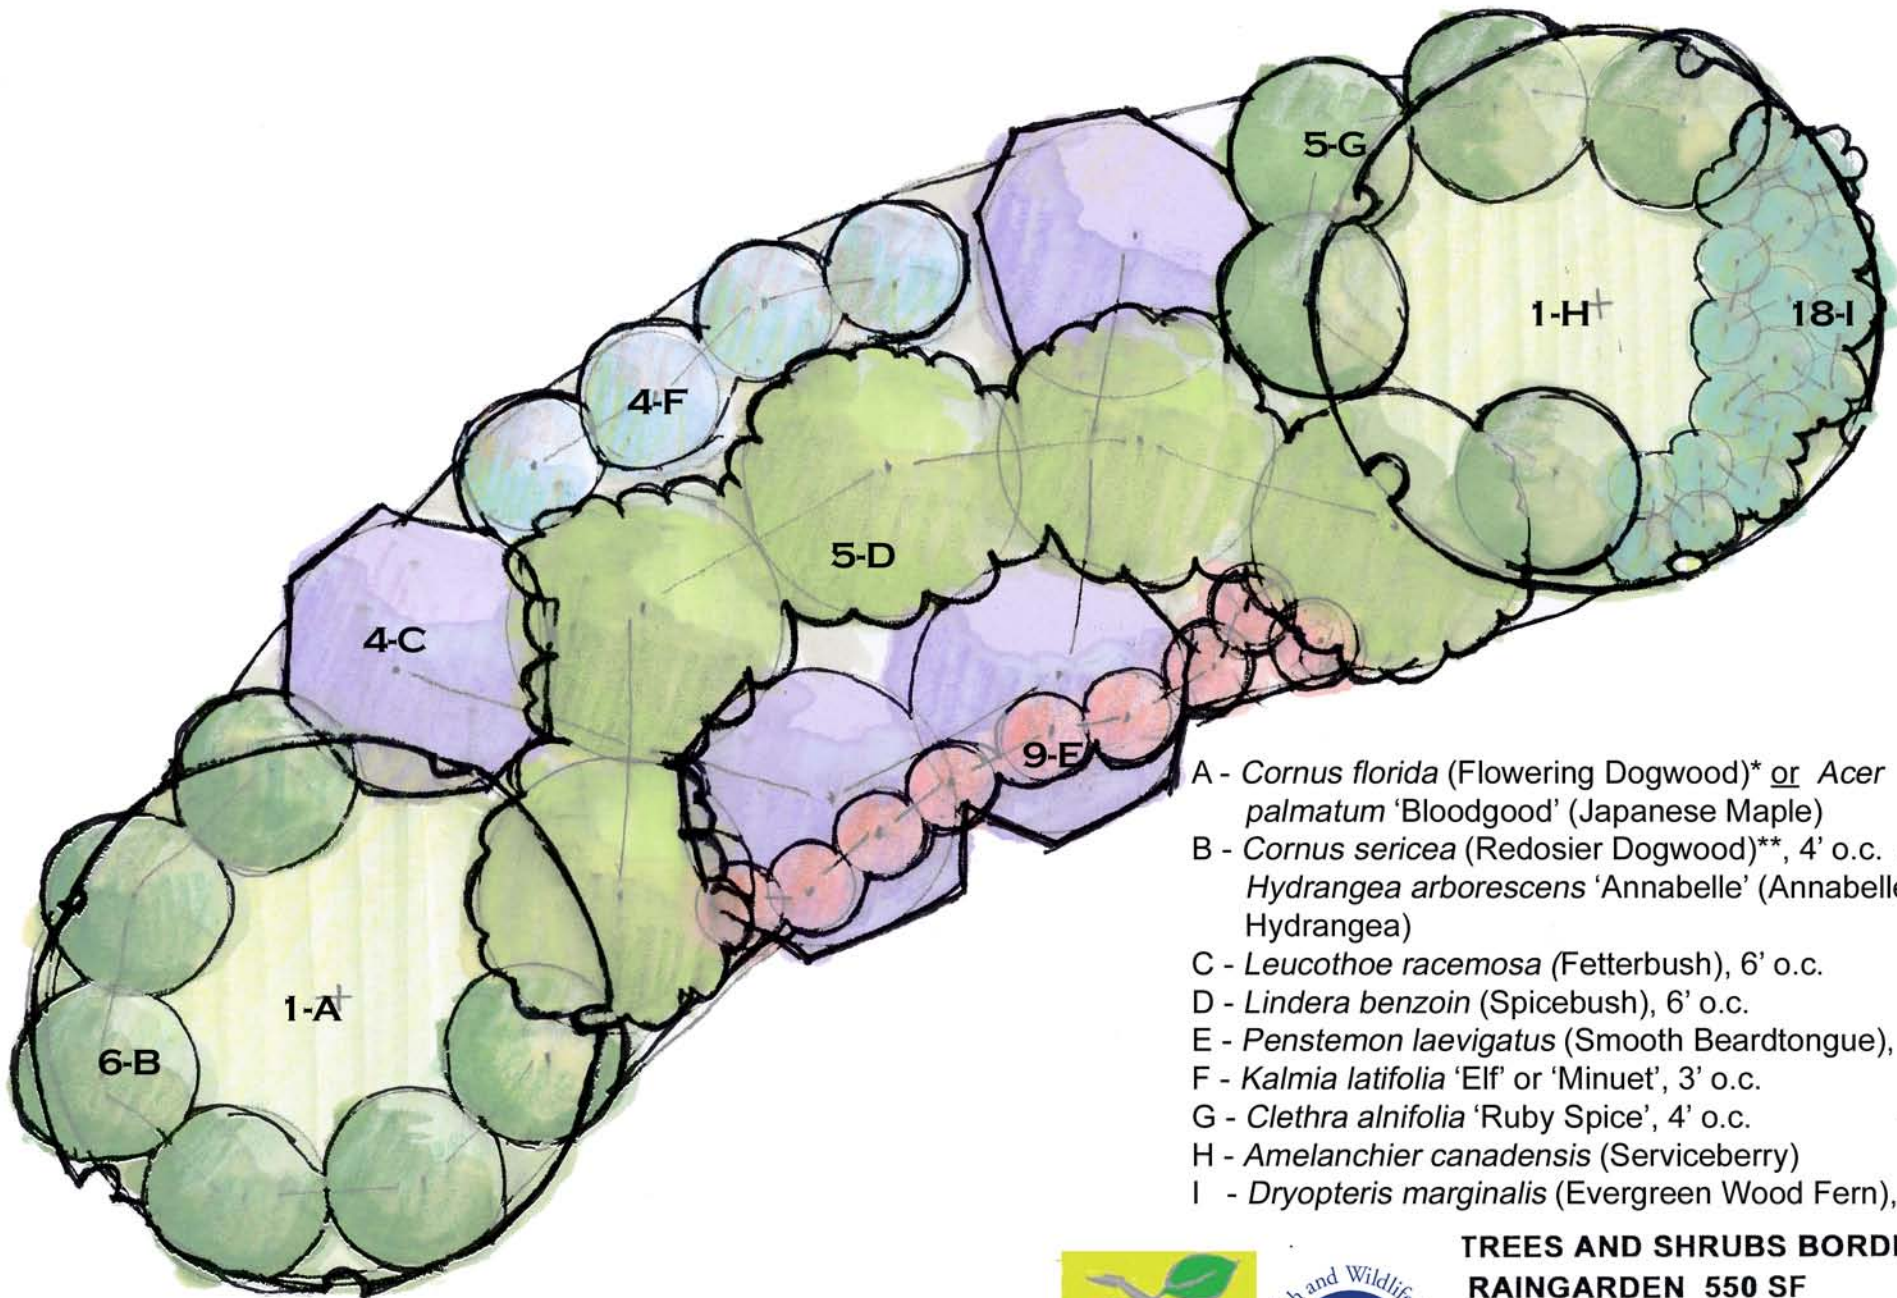 5-G
1-H
18-I
4-F
5-D
4-C
9-E
1-A
6-B
A - Cornus florida (Flowering Dogwood)* or Acer
palmatum ‘Bloodgood’ (Japanese Maple)
B - Cornus sericea (Redosier Dogwood)**, 4’ o.c.
Hydrangea arborescens ‘Annabelle’ (Annabelle
Hydrangea)
C - Leucothoe racemosa (Fetterbush), 6’ o.c.
D - Lindera benzoin (Spicebush), 6’ o.c.
E - Penstemon laevigatus (Smooth Beardtongue),
F - Kalmia latifolia ‘Elf’ or ‘Minuet’, 3’ o.c.
G - Clethra alnifolia ‘Ruby Spice’, 4’ o.c.
H - Amelanchier canadensis (Serviceberry)
I - Dryopteris marginalis (Evergreen Wood Fern),
TREES AND SHRUBS BORD
RAINGARDEN 550 SF
and Wildlif